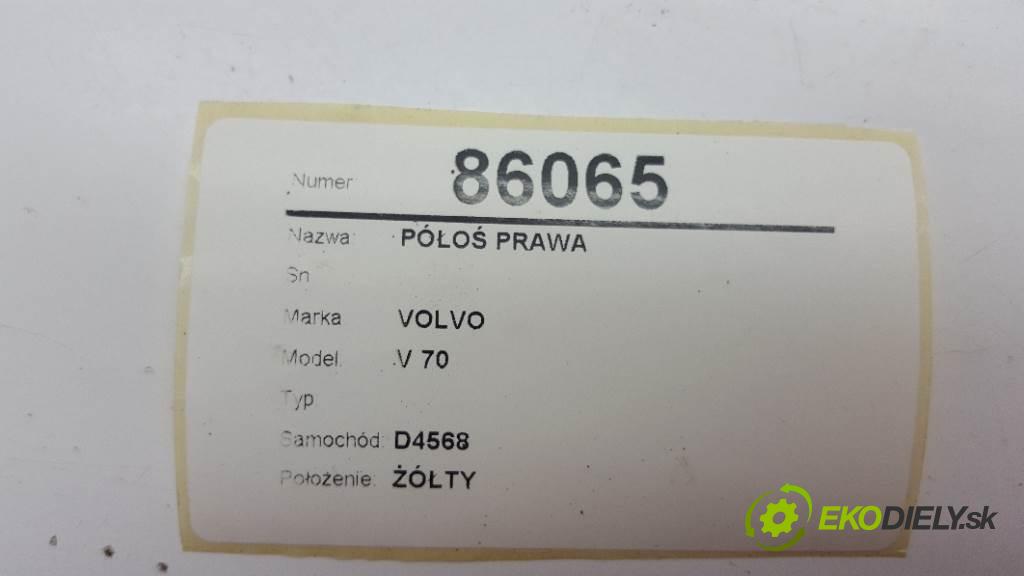 Numer: 86065
Nazwa: PÓŁOŚ PRAWA
Sn
Marka VOLVO
Model: V 70
Typ
Samochód: D4568
Położenie: ŻÓŁTY
EKODIELY.sk